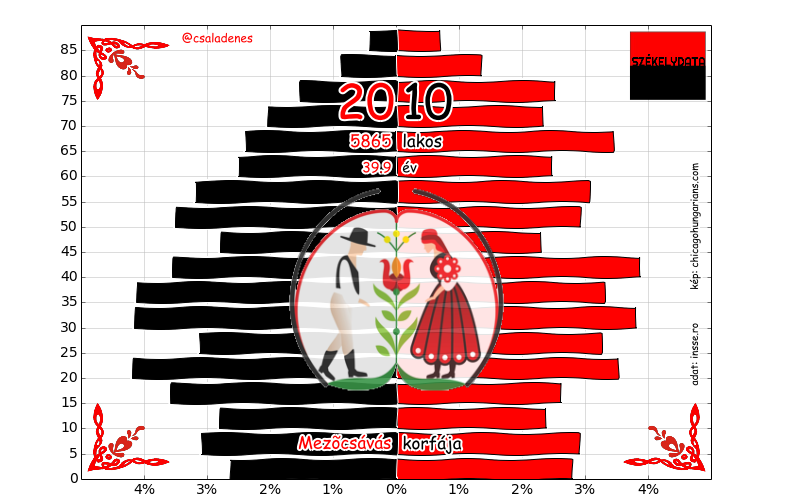 @csaladenes
SZÉKELYDATA
2010
5865 lakos
39.9 év
kép: chicagohungarians.com
adat: insse.ro
Mezőcsávás korfája
85
80
75
70
65
60
55
50
45
40
35
30
25
20
15
10
5
0
4% 3% 2% 1% 0% 1% 2% 3% 4%